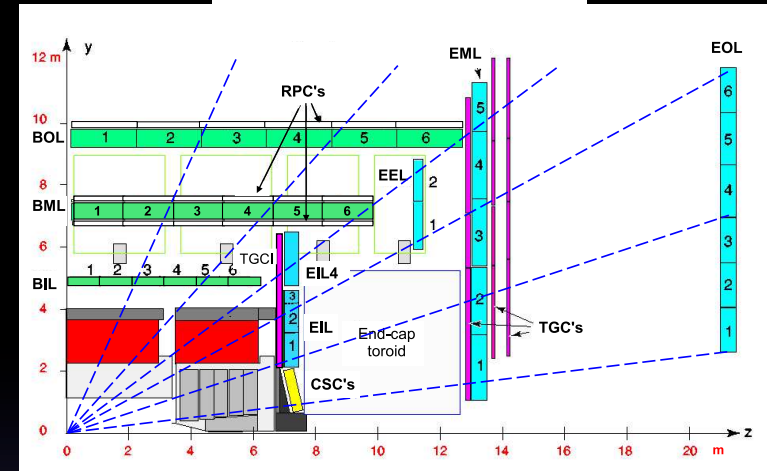 y
12 m
EML
EOL
RPC's
5
6
10
BOL
1 2 3 4 5 6
5
4
EEL
2
8
4
BML
1 2 3 4 5 6
1
3
3
6
TGCI
1 2 3 4 5 6
EIL4
BIL
2
3
2
4
2
EIL
TGC's
End-cap
toroid
1
1
1
2
CSC's
0
z
0 2 4 6 8 10 12 14 16 18 20 m